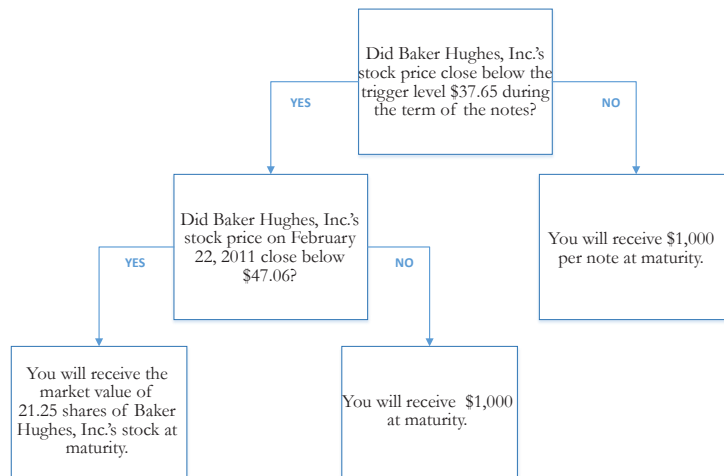 Did Baker Hughes, Inc.'s
stock price close below the
trigger level $37.65 during
the term of the notes?
YES
NO
Did Baker Hughes, Inc.'s
stock price on February
22, 2011 close below
$47.06?
You will receive $1,000
per note at maturity.
YES
NO
You will receive the
market value of
21.25 shares of Baker
Hughes, Inc.'s stock at
maturity.
You will receive $1,000
at maturity.